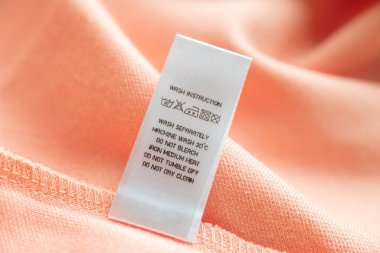 WASH INSTRUCTION
WASH SEPARATELY
MACHINE WASH 30°C
DO NOT BLEACH
IRON MEDIUM HEAT
DO NOT TUMBLE DPY
DO NOT DRY CLEAN